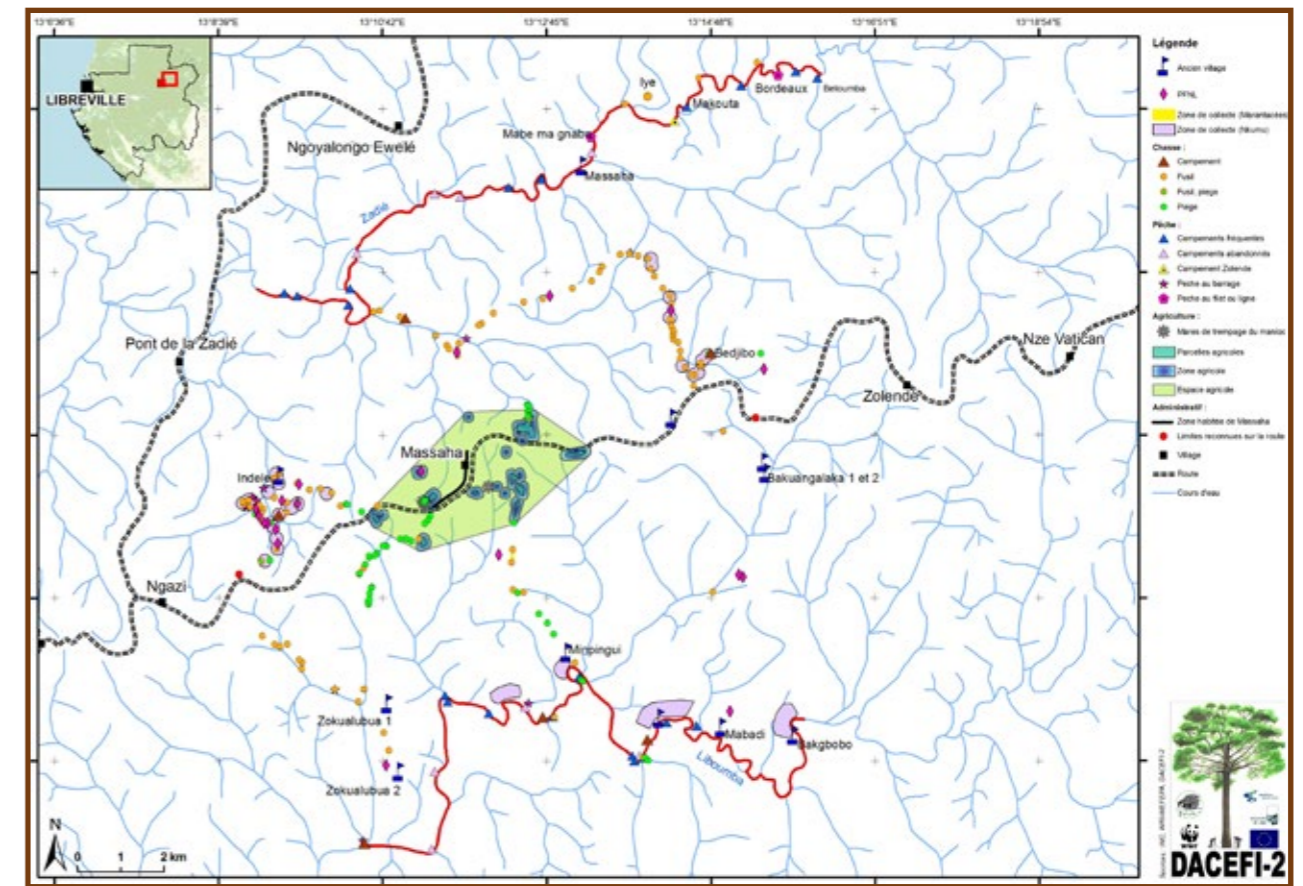 13°6'36"E
13°8'39"E
13°10'42"E
13°12'45"E
13°14'48"E
13°16'51"E
13°18'54"E
LIBREVILLE
Ngoyalongo Ewelé
Iye
Makouta
Bordeaux
Betoumba
Mabe ma gnabe
Massaha
Zadié
Pont de la Zadié
Bedjibo
Nze Vatican
Zolende
Massaha
Indele
Bakuangalaka 1 et 2
Ngazi
Minpingui
Zokualubua 1
Mabadi
Bakgbobo
Liboumba
Zokualubua 2
N
0 1 2 km
Légende
Ancien village
PFNL
Zone de collecte (Marantacées)
Zone de collecte (Nkumu)
Chasse :
Campement
Fusil
Fusil, piege
Piege
Pêche :
Campements fréquentés
Campements abandonnés
Campement Zolende
Peche au barrage
Peche au filet ou ligne
Agriculture :
Mares de trempage du manioc
Parcelles agricoles
Zone agricole
Espace agricole
Administratif :
Zone habitée de Massaha
Limites reconnues sur la route
Village
Route
Cours d'eau
WWF
DACEFI-2